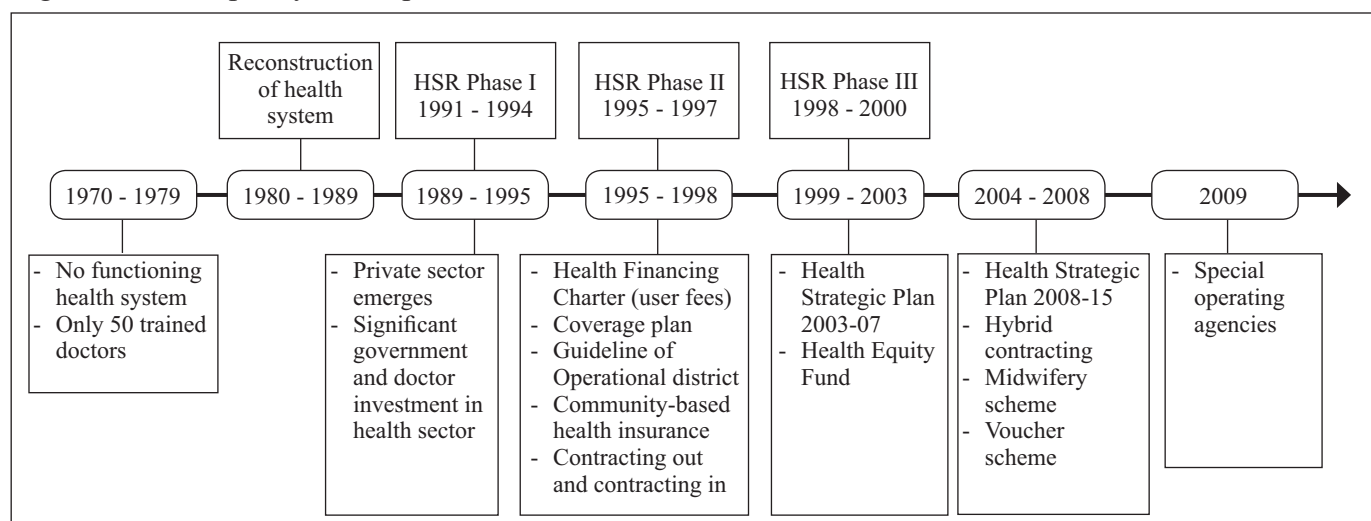 Reconstruction
of health
system
HSR Phase I
1991 - 1994
HSR Phase II
1995 - 1997
HSR Phase III
1998 - 2000
1970 - 1979
1980 - 1989
1989 - 1995
1995 - 1998
1999 - 2003
2004 - 2008
2009
- No functioning
health system
- Only 50 trained
doctors
- Private sector
emerges
- Significant
government
and doctor
investment in
health sector
- Health Financing
Charter (user fees)
- Coverage plan
- Guideline of
Operational district
- Community-based
health insurance
- Contracting out
and contracting in
- Health
Strategic Plan
2003-07
- Health Equity
Fund
- Health Strategic
Plan 2008-15
- Hybrid
contracting
- Midwifery
scheme
- Voucher
scheme
- Special
operating
agencies